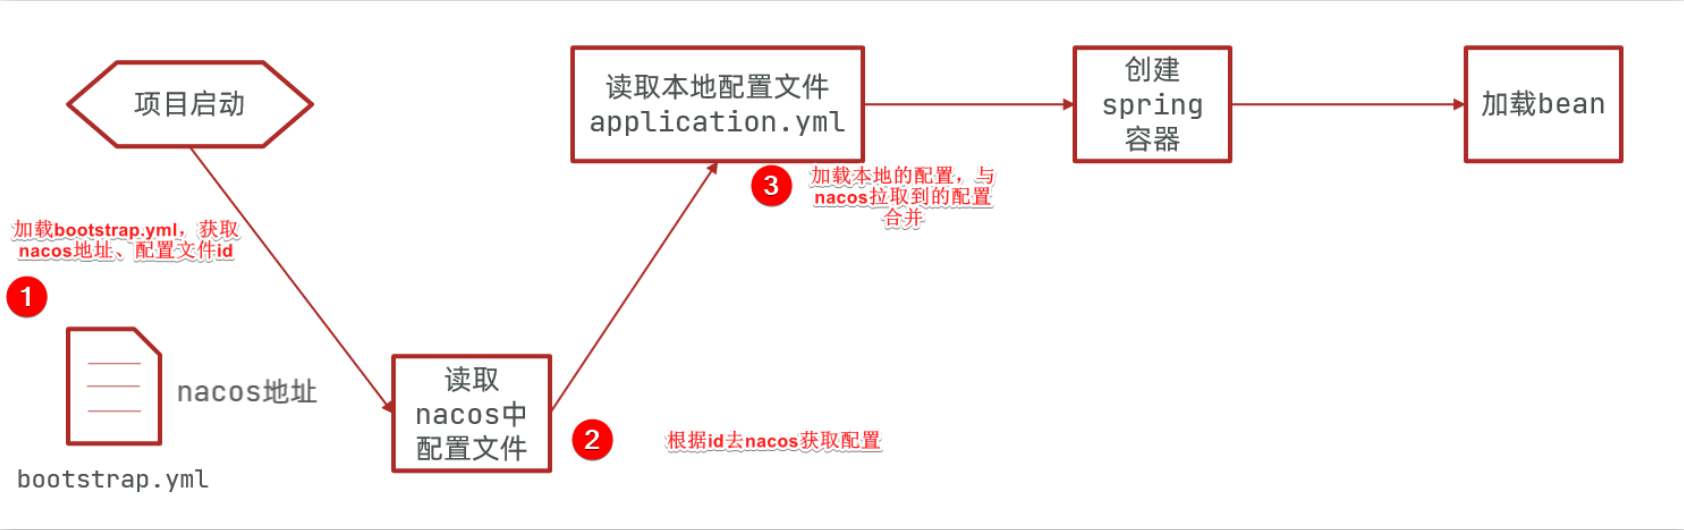 项目启动
加载bootstrap.yml，获取
nacos地址、配置文件id
1
nacos地址
bootstrap.yml
读取
nacos中
配置文件
2
根据id去nacos获取配置
读取本地配置文件
application.yml
3
加载本地的配置，与
nacos拉取到的配置
合并
创建
spring
容器
加载bean